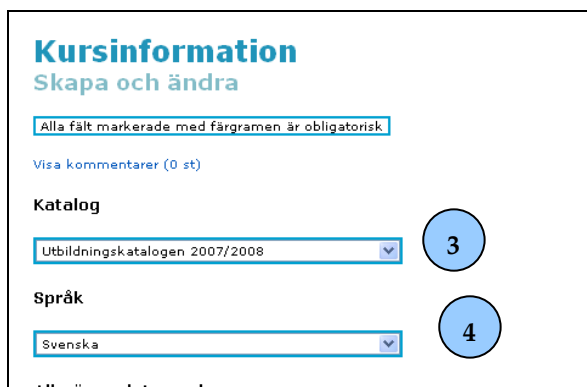 Kursinformation
Skapa och ändra
Alla fält markerade med färgramen är obligatorisk
Visa kommentarer (0 st)
Katalog
Utbildningskatalogen 2007/2008
3
Språk
Svenska
4